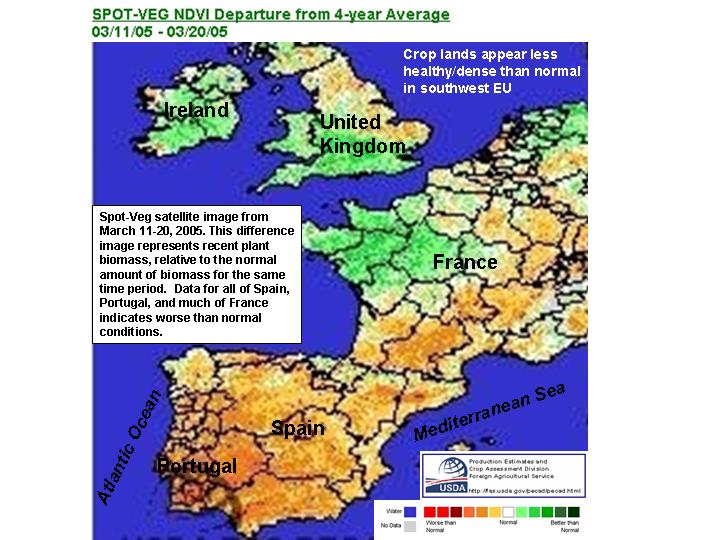 SPOT-VEG NDVI Departure from 4-year Average
03/11/05 - 03/20/05
Crop lands appear less
healthy/dense than normal
in southwest EU
Ireland
United
Kingdom
Spot-Veg satellite image from
March 11-20, 2005. This difference
image represents recent plant
biomass, relative to the normal
amount of biomass for the same
time period.  Data for all of Spain,
Portugal, and much of France
indicates worse than normal
conditions.
France
Atlantic Ocean
Spain
Mediterranean Sea
Portugal
USDA
Production Estimates and
Crop Assessment Division
Foreign Agricultural Service
http://fas.usda.gov/pecad/pecad.html
Water
No Data
Worse than
Normal
Normal
Better than
Normal